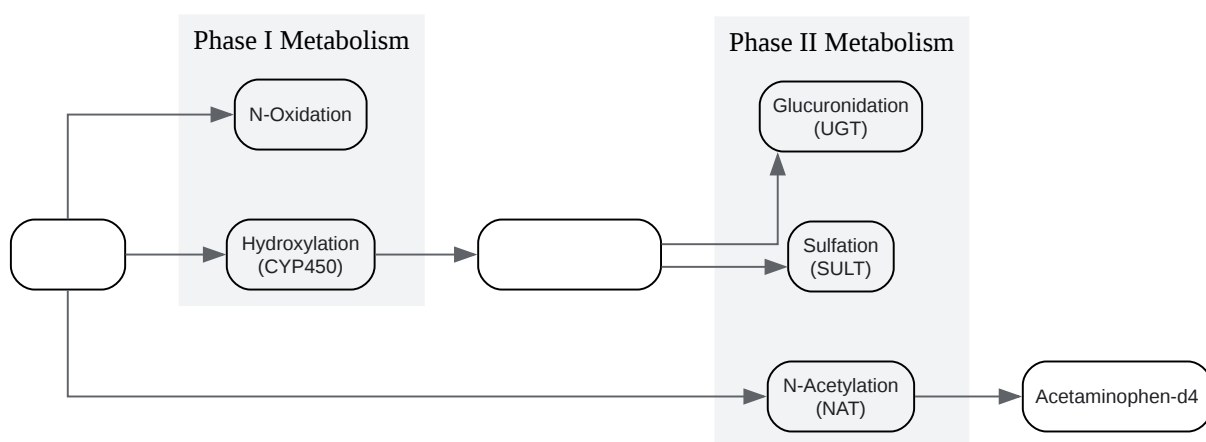 Phase I Metabolism
N-Oxidation
Hydroxylation
(CYP450)
Phase II Metabolism
Glucuronidation
(UGT)
Sulfation
(SULT)
N-Acetylation
(NAT)
Acetaminophen-d4